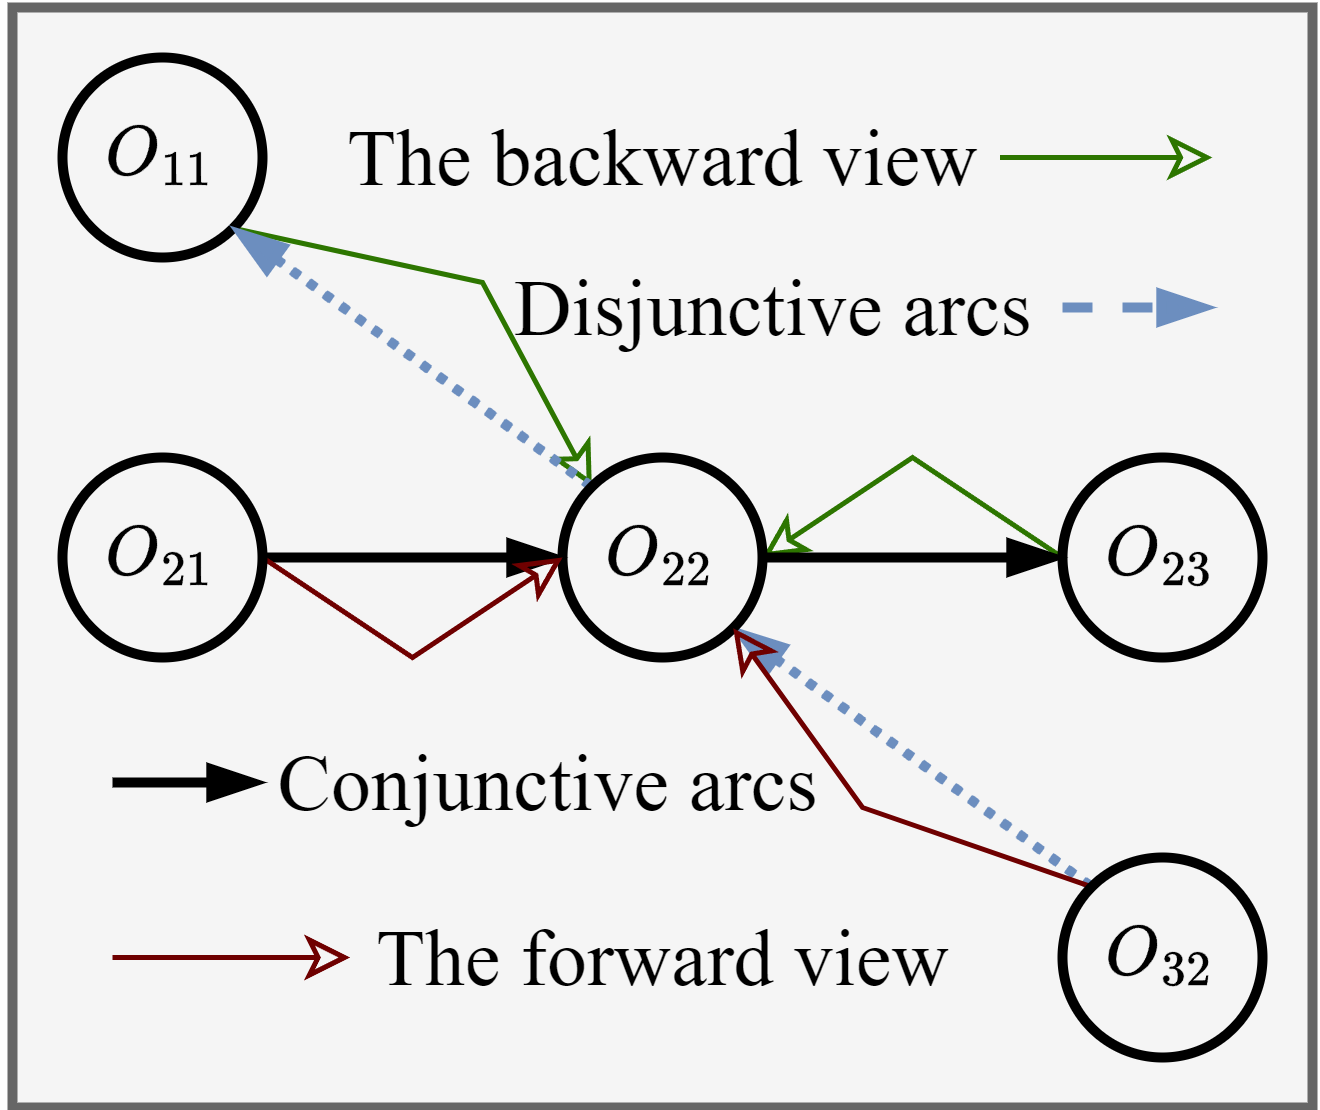 O₁₁
The backward view
Disjunctive arcs
O₂₁
O₂₂
O₂₃
Conjunctive arcs
The forward view
O₃₂